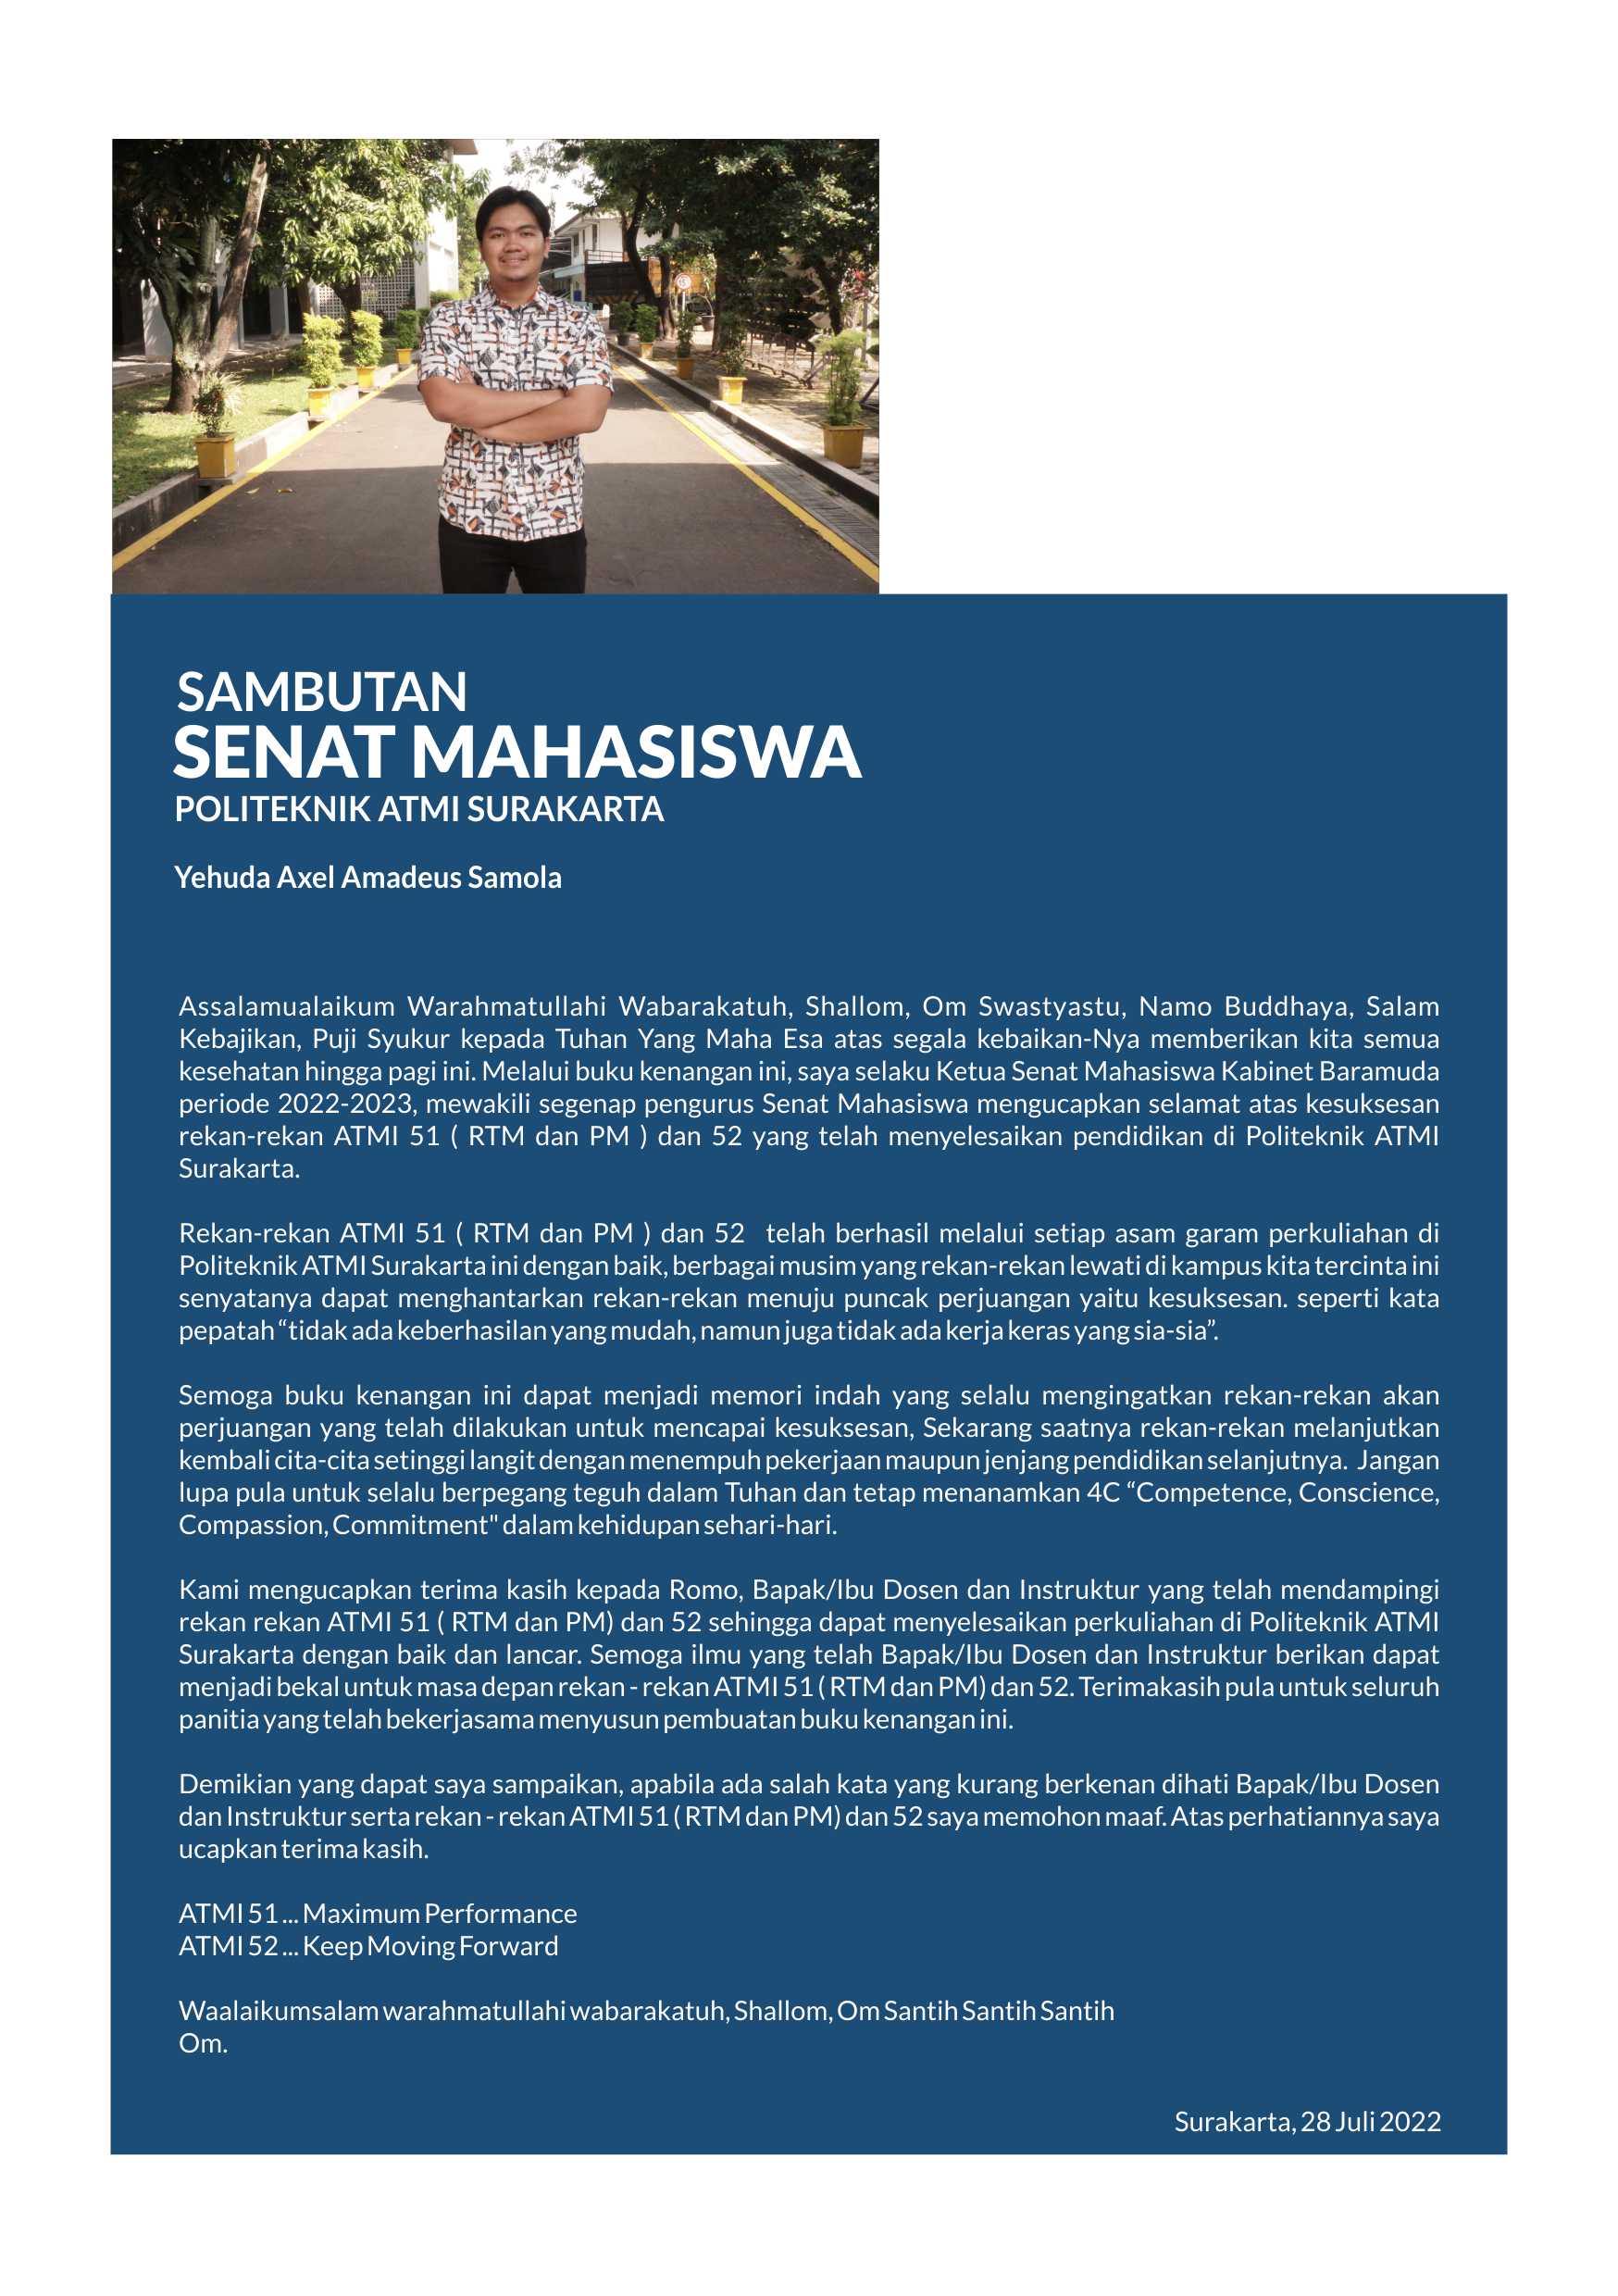 SAMBUTAN
SENAT MAHASISWA
POLITEKNIK ATMI SURAKARTA
Yehuda Axel Amadeus Samola
Assalamualaikum Warahmatullahi Wabarakatuh, Shallom, Om Swastyastu, Namo Buddhaya, Salam
Kebajikan, Puji Syukur kepada Tuhan Yang Maha Esa atas segala kebaikan-Nya memberikan kita semua
kesehatan hingga pagi ini. Melalui buku kenangan ini, saya selaku Ketua Senat Mahasiswa Kabinet Baramuda
periode 2022-2023, mewakili segenap pengurus Senat Mahasiswa mengucapkan selamat atas kesuksesan
rekan-rekan ATMI 51 ( RTM dan PM ) dan 52 yang telah menyelesaikan pendidikan di Politeknik ATMI
Surakarta.
Rekan-rekan ATMI 51 ( RTM dan PM ) dan 52 telah berhasil melalui setiap asam garam perkuliahan di
Politeknik ATMI Surakarta ini dengan baik, berbagai musim yang rekan-rekan lewati di kampus kita tercinta ini
senyatanya dapat menghantarkan rekan-rekan menuju puncak perjuangan yaitu kesuksesan. seperti kata
pepatah “tidak ada keberhasilan yang mudah, namun juga tidak ada kerja keras yang sia-sia”.
Semoga buku kenangan ini dapat menjadi memori indah yang selalu mengingatkan rekan-rekan akan
perjuangan yang telah dilakukan untuk mencapai kesuksesan, Sekarang saatnya rekan-rekan melanjutkan
kembali cita-cita setinggi langit dengan menempuh pekerjaan maupun jenjang pendidikan selanjutnya. Jangan
lupa pula untuk selalu berpegang teguh dalam Tuhan dan tetap menanamkan 4C “Competence, Conscience,
Compassion, Commitment" dalam kehidupan sehari-hari.
Kami mengucapkan terima kasih kepada Romo, Bapak/Ibu Dosen dan Instruktur yang telah mendampingi
rekan rekan ATMI 51 ( RTM dan PM) dan 52 sehingga dapat menyelesaikan perkuliahan di Politeknik ATMI
Surakarta dengan baik dan lancar. Semoga ilmu yang telah Bapak/Ibu Dosen dan Instruktur berikan dapat
menjadi bekal untuk masa depan rekan - rekan ATMI 51 ( RTM dan PM) dan 52. Terimakasih pula untuk seluruh
panitia yang telah bekerjasama menyusun pembuatan buku kenangan ini.
Demikian yang dapat saya sampaikan, apabila ada salah kata yang kurang berkenan dihati Bapak/Ibu Dosen
dan Instruktur serta rekan - rekan ATMI 51 ( RTM dan PM) dan 52 saya memohon maaf. Atas perhatiannya saya
ucapkan terima kasih.
ATMI 51 ... Maximum Performance
ATMI 52 ... Keep Moving Forward
Waalaikumsalam warahmatullahi wabarakatuh, Shallom, Om Santih Santih Santih
Om.
Surakarta, 28 Juli 2022